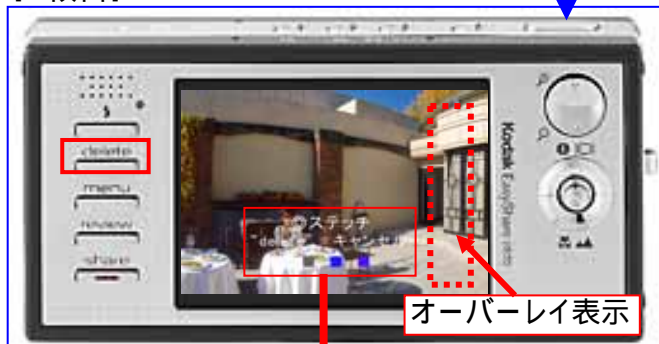 delete
menu
review
share
Kodak EasyShare
ステッチ
"delete" キャンセル
オーバーレイ表示